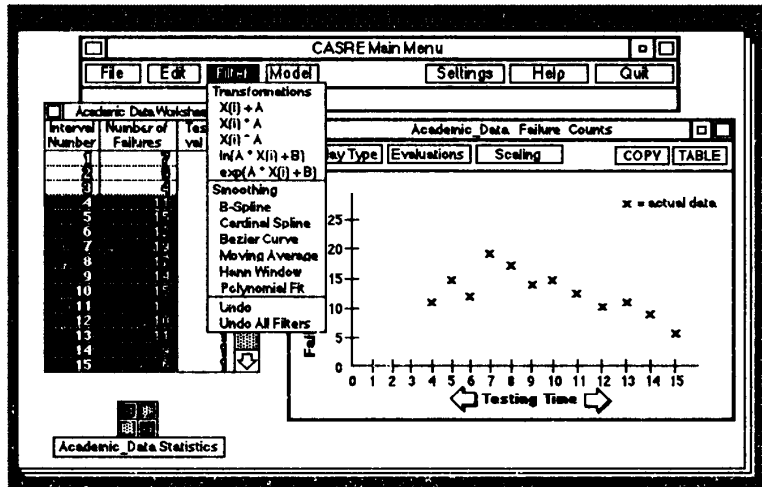 CASRE Main Menu
File Edit Filter Model Settings Help Quit
Transformations
X(i) + A
X(i) * A
X(i) ^ A
ln(A * X(i) + B)
exp(A * X(i) + B)
Smoothing
B-Spline
Cardinal Spline
Bezier Curve
Moving Average
Hann Window
Polynomial Fit
Undo
Undo All Filters
Academic Data Workshee
Interval Number of Tes
Number Failures val
1
2
3
4
5
6
7
8
9
10
11
12
13
14
15
Academic_Data Failure Counts
lay Type Evaluations Scaling COPY TABLE
x = actual data
25
20
15
10
5
0
0 1 2 3 4 5 6 7 8 9 10 11 12 13 14 15
Testing Time
Academic_Data Statistics